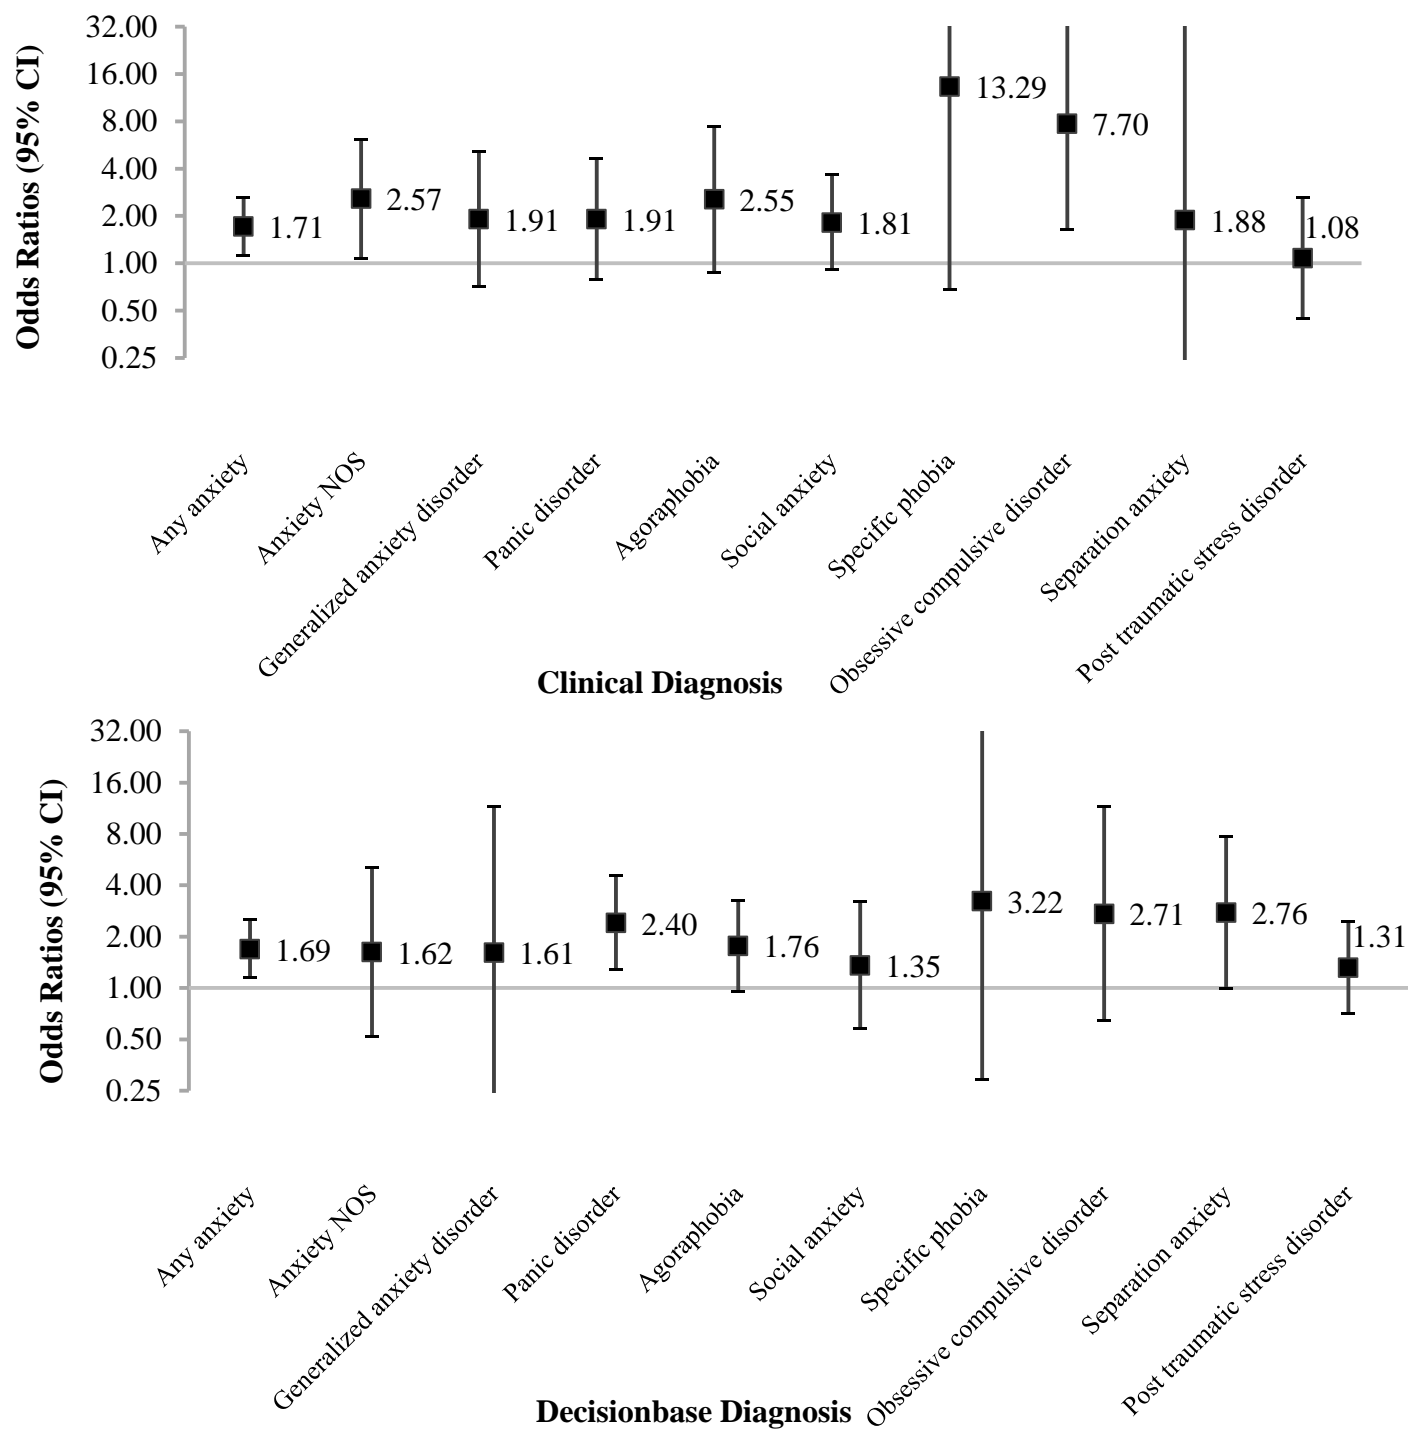 Odds Ratios (95% CI)
32.00
16.00
8.00
4.00
2.00
1.00
0.50
0.25
1.71
2.57
1.91
1.91
2.55
1.81
13.29
7.70
1.88
1.08
Any anxiety
Anxiety NOS
Generalized anxiety disorder
Panic disorder
Agoraphobia
Social anxiety
Specific phobia
Obsessive compulsive disorder
Separation anxiety
Post traumatic stress disorder
Clinical Diagnosis
Odds Ratios (95% CI)
32.00
16.00
8.00
4.00
2.00
1.00
0.50
0.25
1.69
1.62
1.61
2.40
1.76
1.35
3.22
2.71
2.76
1.31
Any anxiety
Anxiety NOS
Generalized anxiety disorder
Panic disorder
Agoraphobia
Social anxiety
Specific phobia
Obsessive compulsive disorder
Separation anxiety
Post traumatic stress disorder
Decisionbase Diagnosis